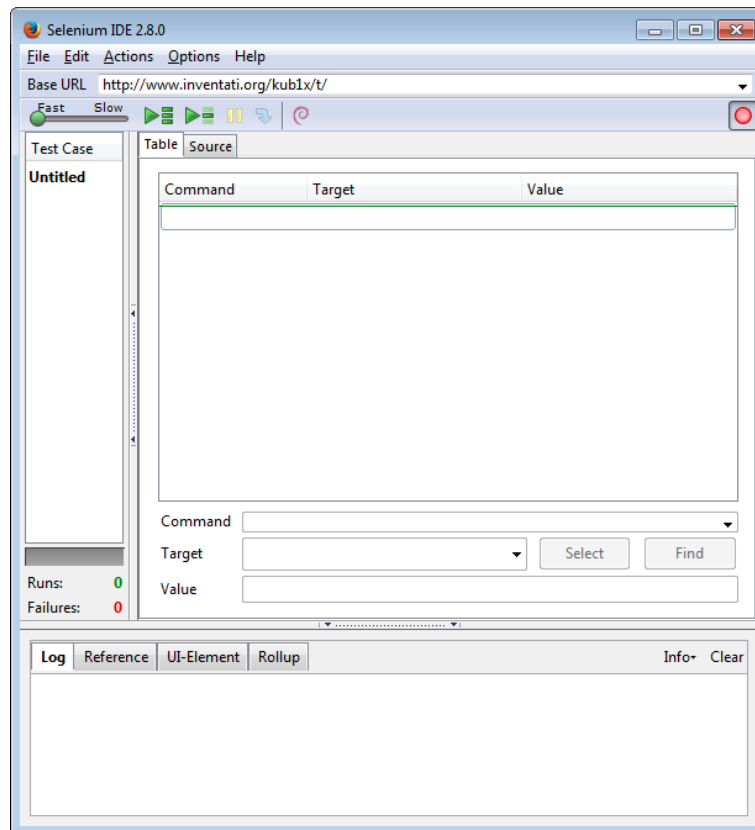 Selenium IDE 2.8.0
File Edit Actions Options Help
Base URL http://www.inventati.org/kub1x/t/
Fast Slow
Test Case
Table Source
Untitled
Command Target Value
Command
Target Select Find
Value
Runs: 0
Failures: 0
Log Reference UI-Element Rollup Info Clear